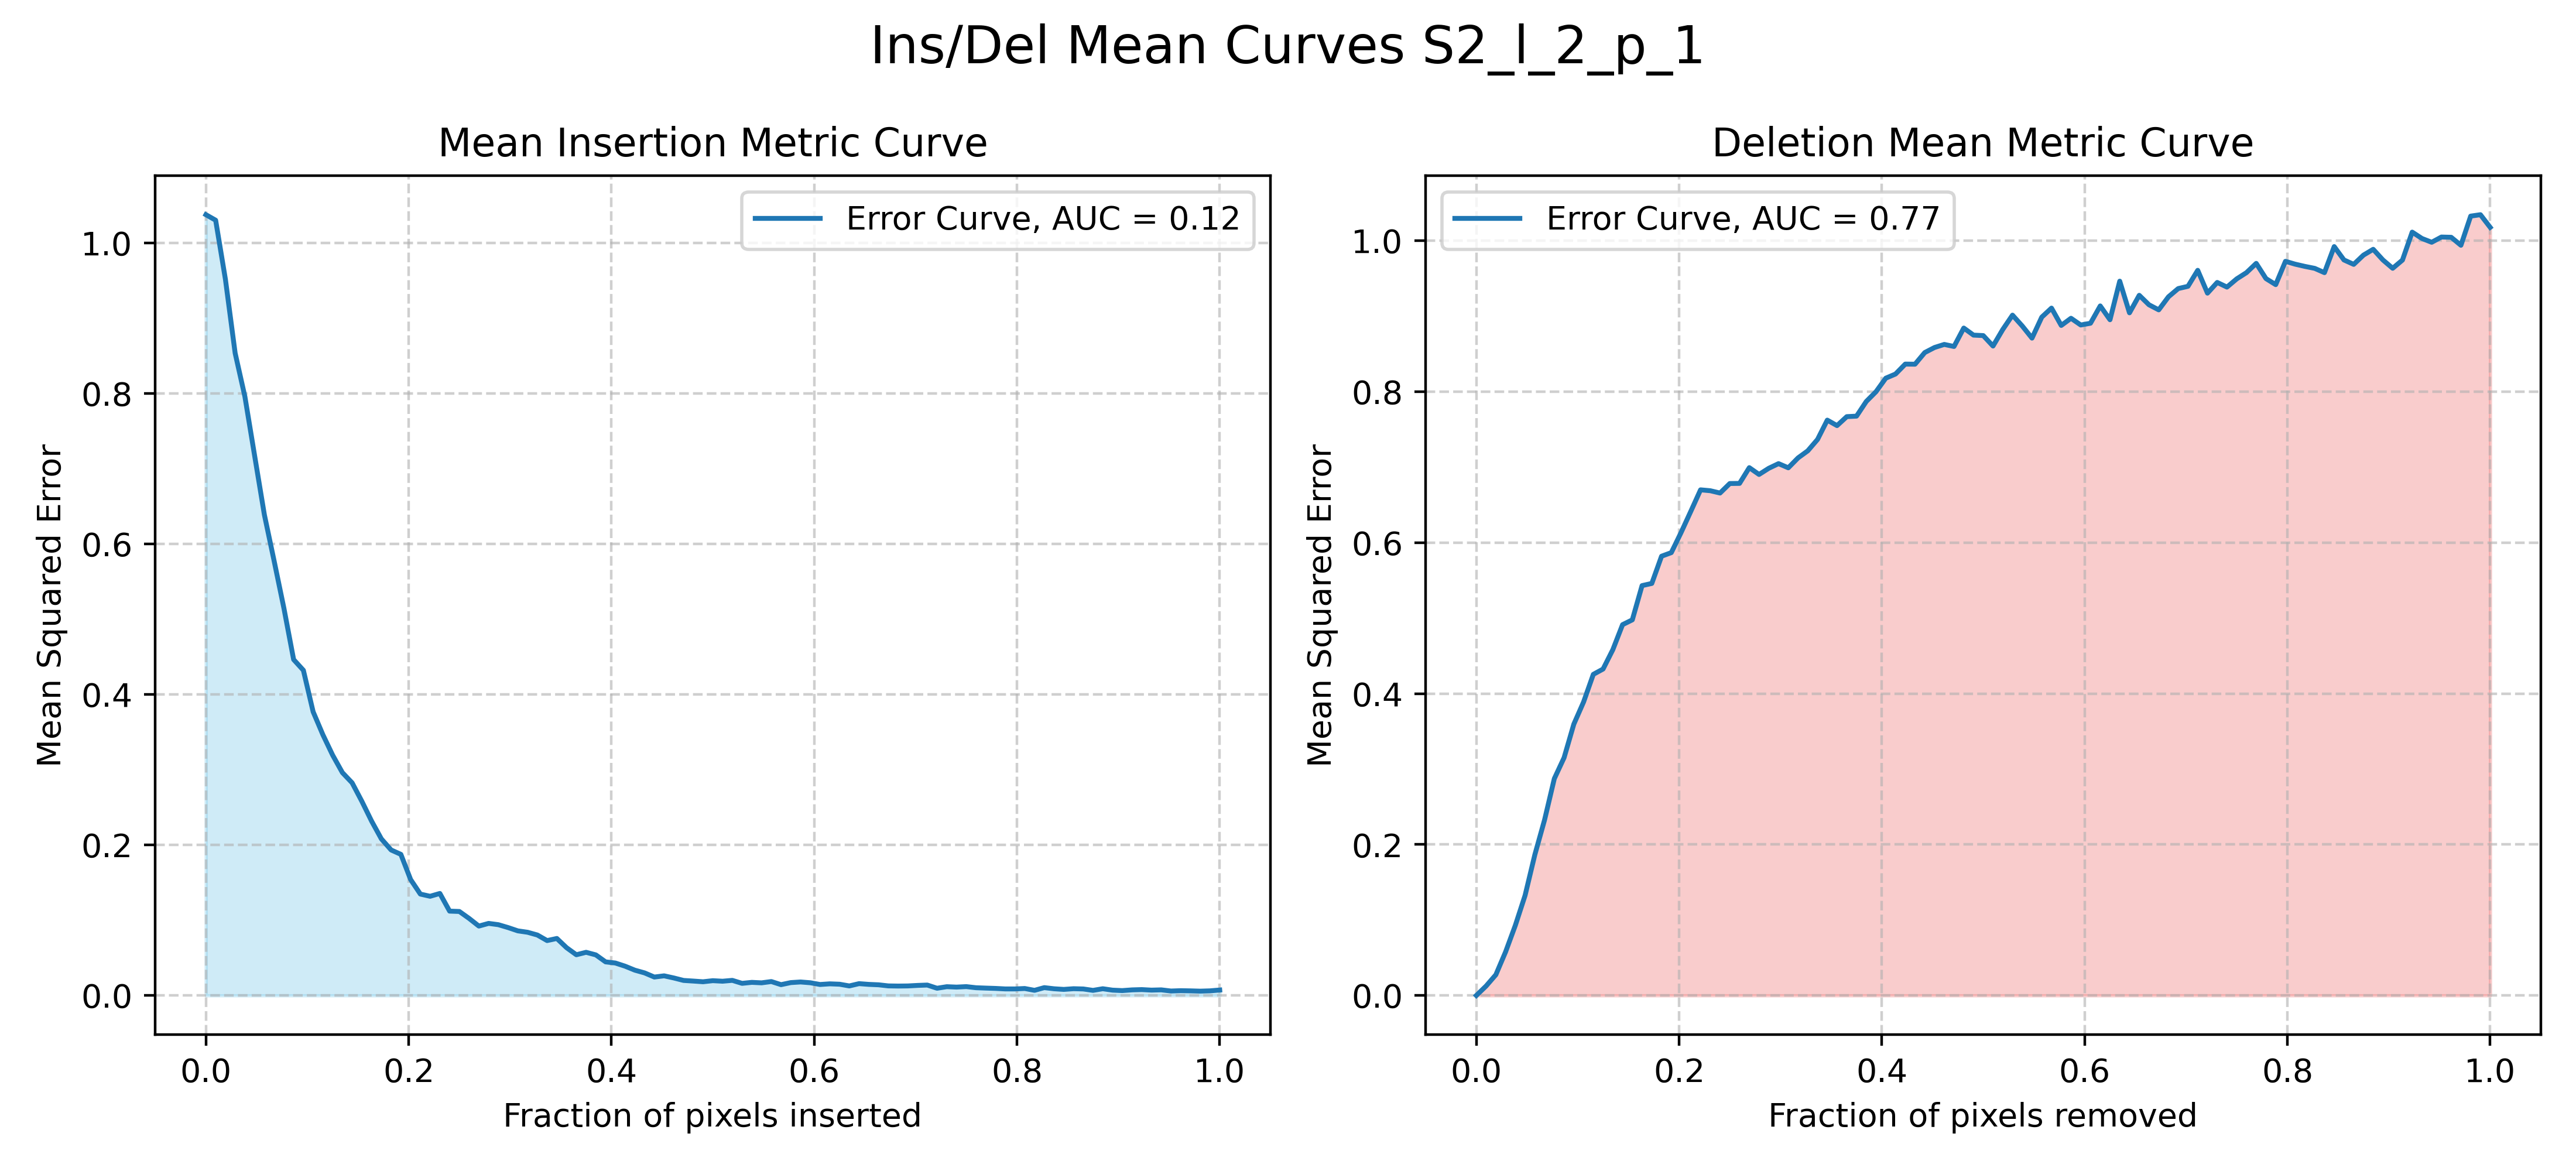 Ins/Del Mean Curves S2_l_2_p_1
Mean Insertion Metric Curve
Error Curve, AUC = 0.12
Mean Squared Error
1.0
0.8
0.6
0.4
0.2
0.0
0.0 0.2 0.4 0.6 0.8 1.0
Fraction of pixels inserted
Deletion Mean Metric Curve
Error Curve, AUC = 0.77
Mean Squared Error
1.0
0.8
0.6
0.4
0.2
0.0
0.0 0.2 0.4 0.6 0.8 1.0
Fraction of pixels removed